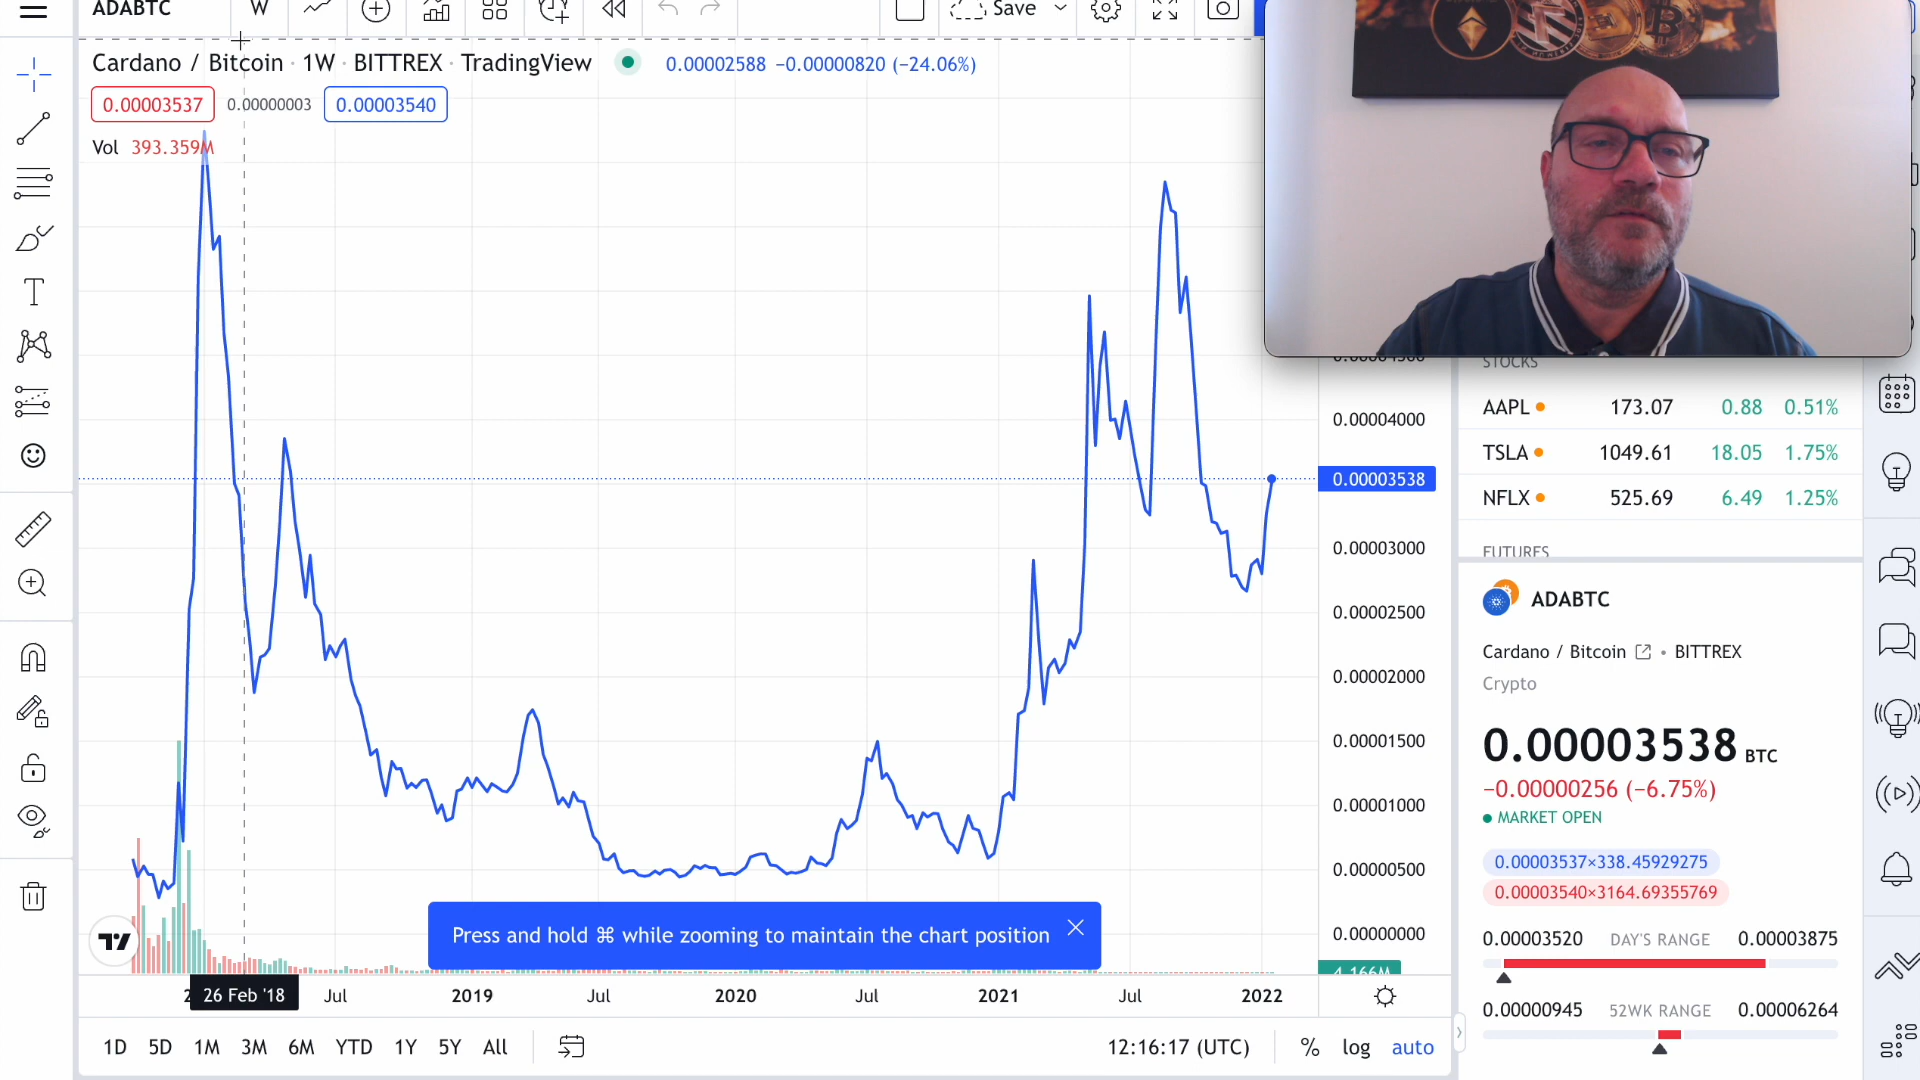 ADABTC W Save
Cardano / Bitcoin · 1W · BITTREX · TradingView 0.00002588 −0.00000820 (−24.06%)
0.00003537 0.00000003 0.00003540
Vol 393.359M
0.00004000
0.00003538
0.00003000
0.00002500
0.00002000
0.00001500
0.00001000
0.00000500
0.00000000
4.166M
Press and hold ⌘ while zooming to maintain the chart position
26 Feb '18 Jul 2019 Jul 2020 Jul 2021 Jul 2022
1D 5D 1M 3M 6M YTD 1Y 5Y All 12:16:17 (UTC) % log auto
STOCKS
AAPL 173.07 0.88 0.51%
TSLA 1049.61 18.05 1.75%
NFLX 525.69 6.49 1.25%
FUTURES
ADABTC
Cardano / Bitcoin • BITTREX
Crypto
0.00003538 BTC
−0.00000256 (−6.75%)
MARKET OPEN
0.00003537×338.45929275
0.00003540×3164.69355769
0.00003520 DAY'S RANGE 0.00003875
0.00000945 52WK RANGE 0.00006264